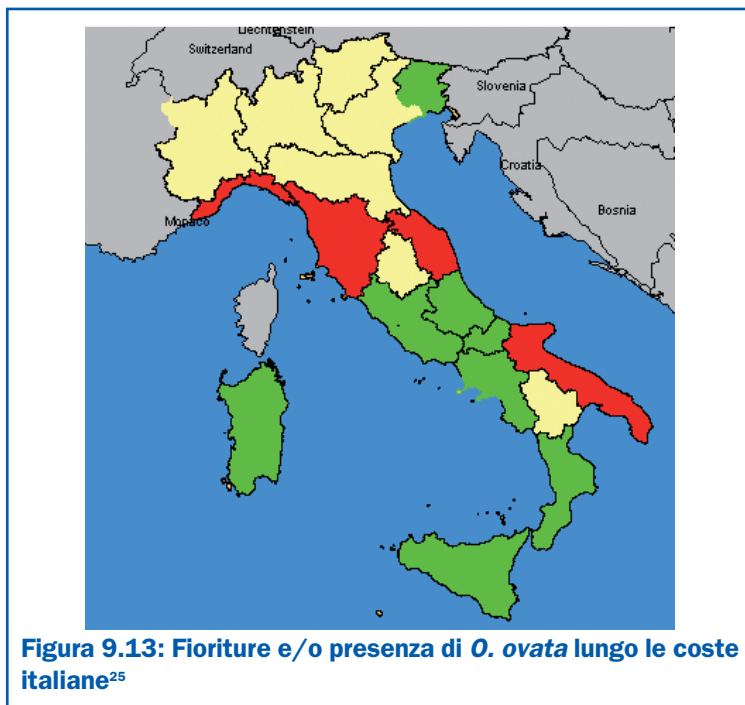 Liechtenstein
Switzerland
Slovenia
Croatia
Bosnia
Monaco
Figura 9.13: Fioriture e/o presenza di O. ovata lungo le coste
italiane25